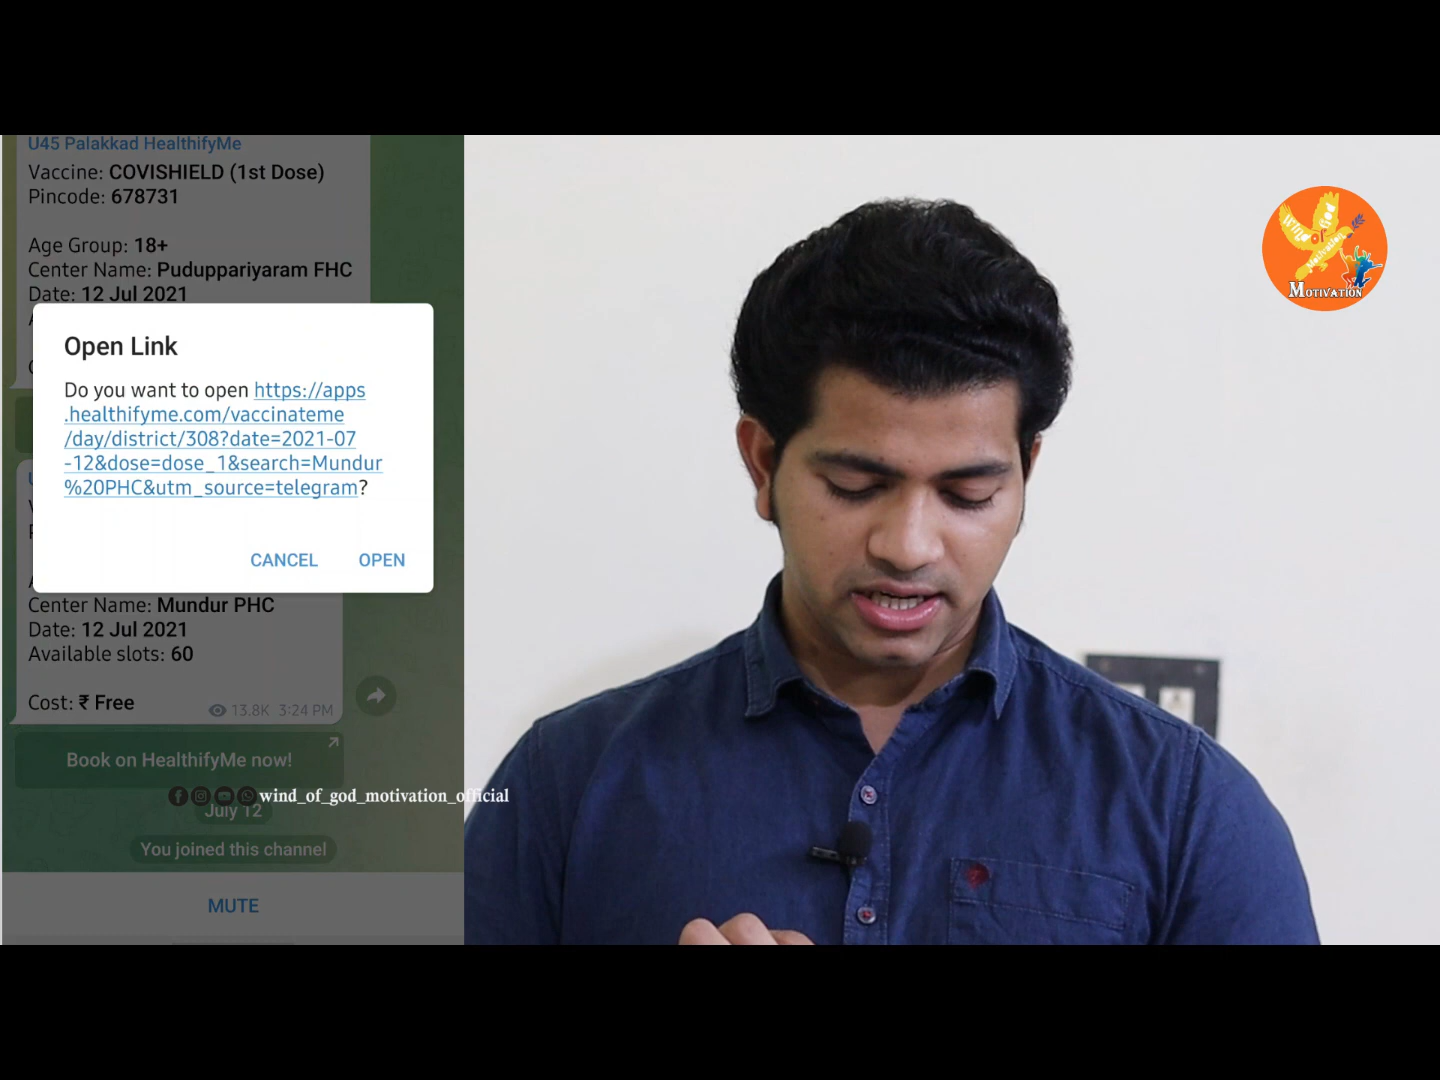 U45 Palakkad HealthifyMe
Vaccine: COVISHIELD (1st Dose)
Pincode: 678731
Age Group: 18+
Center Name: Puduppariyaram FHC
Date: 12 Jul 2021
Open Link
Do you want to open https://apps
.healthifyme.com/vaccinateme
/day/district/308?date=2021-07
-12&dose=dose_1&search=Mundur
%20PHC&utm_source=telegram?
CANCEL OPEN
Center Name: Mundur PHC
Date: 12 Jul 2021
Available slots: 60
Cost: ₹ Free
13.8K 3:24 PM
Book on HealthifyMe now!
wind_of_god_motivation_official
July 12
You joined this channel
MUTE
Wind of God
Motivation
MOTIVATION